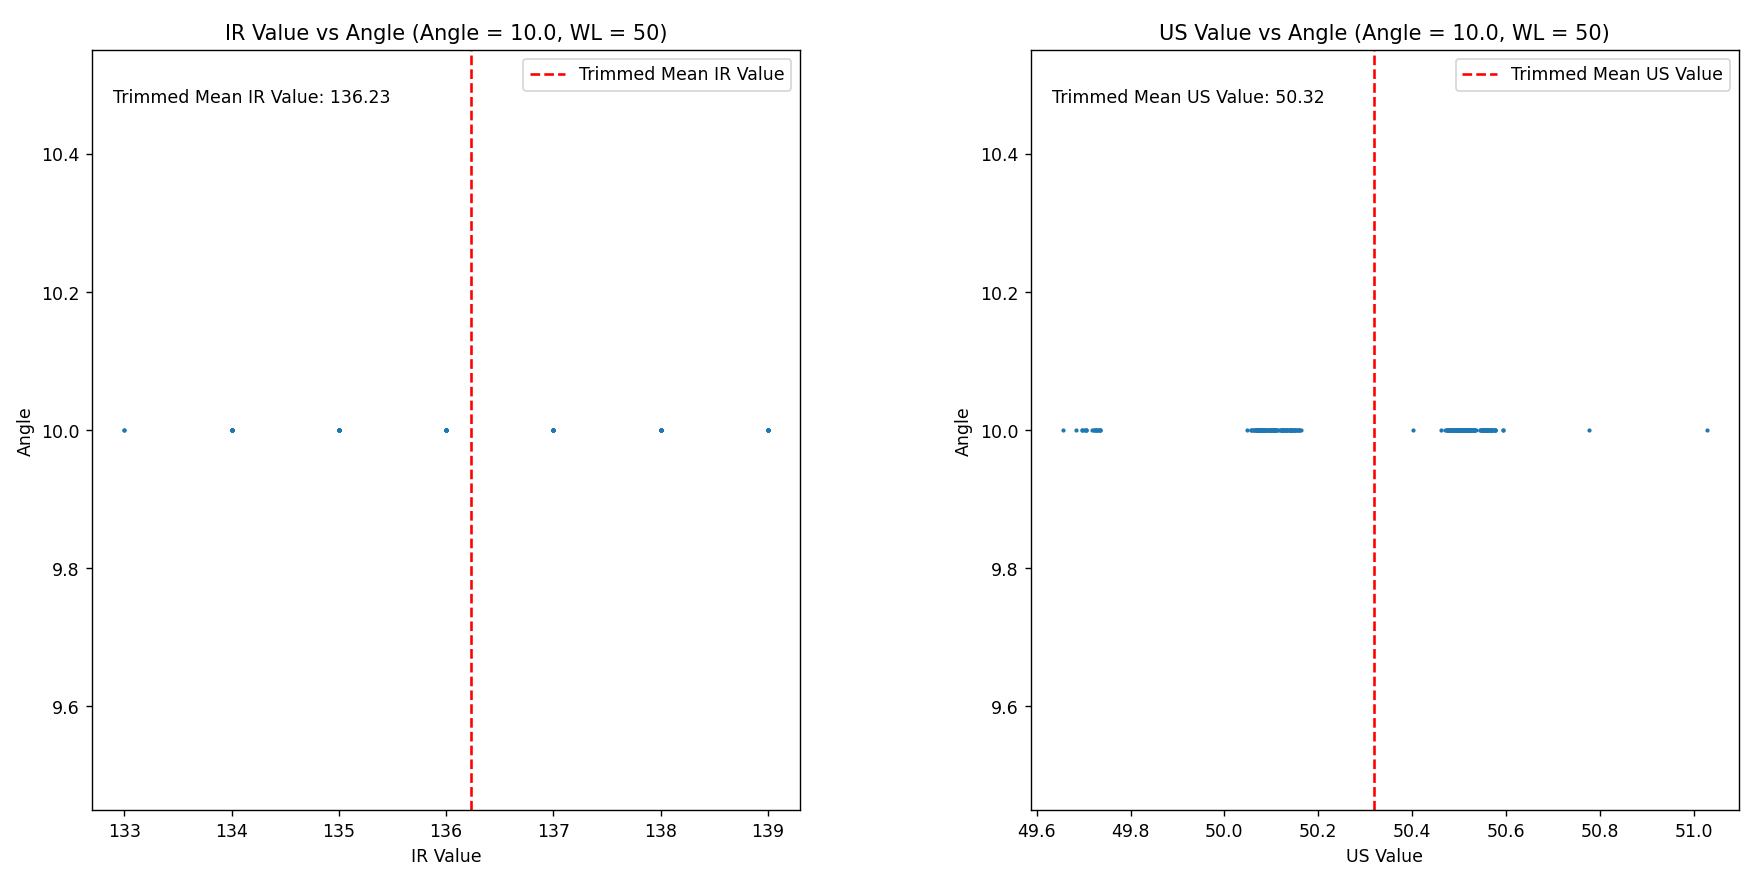 IR Value vs Angle (Angle = 10.0, WL = 50)
Trimmed Mean IR Value
Trimmed Mean IR Value: 136.23
10.4
10.2
10.0
9.8
9.6
Angle
133 134 135 136 137 138 139
IR Value
US Value vs Angle (Angle = 10.0, WL = 50)
Trimmed Mean US Value
Trimmed Mean US Value: 50.32
10.4
10.2
10.0
9.8
9.6
Angle
49.6 49.8 50.0 50.2 50.4 50.6 50.8 51.0
US Value